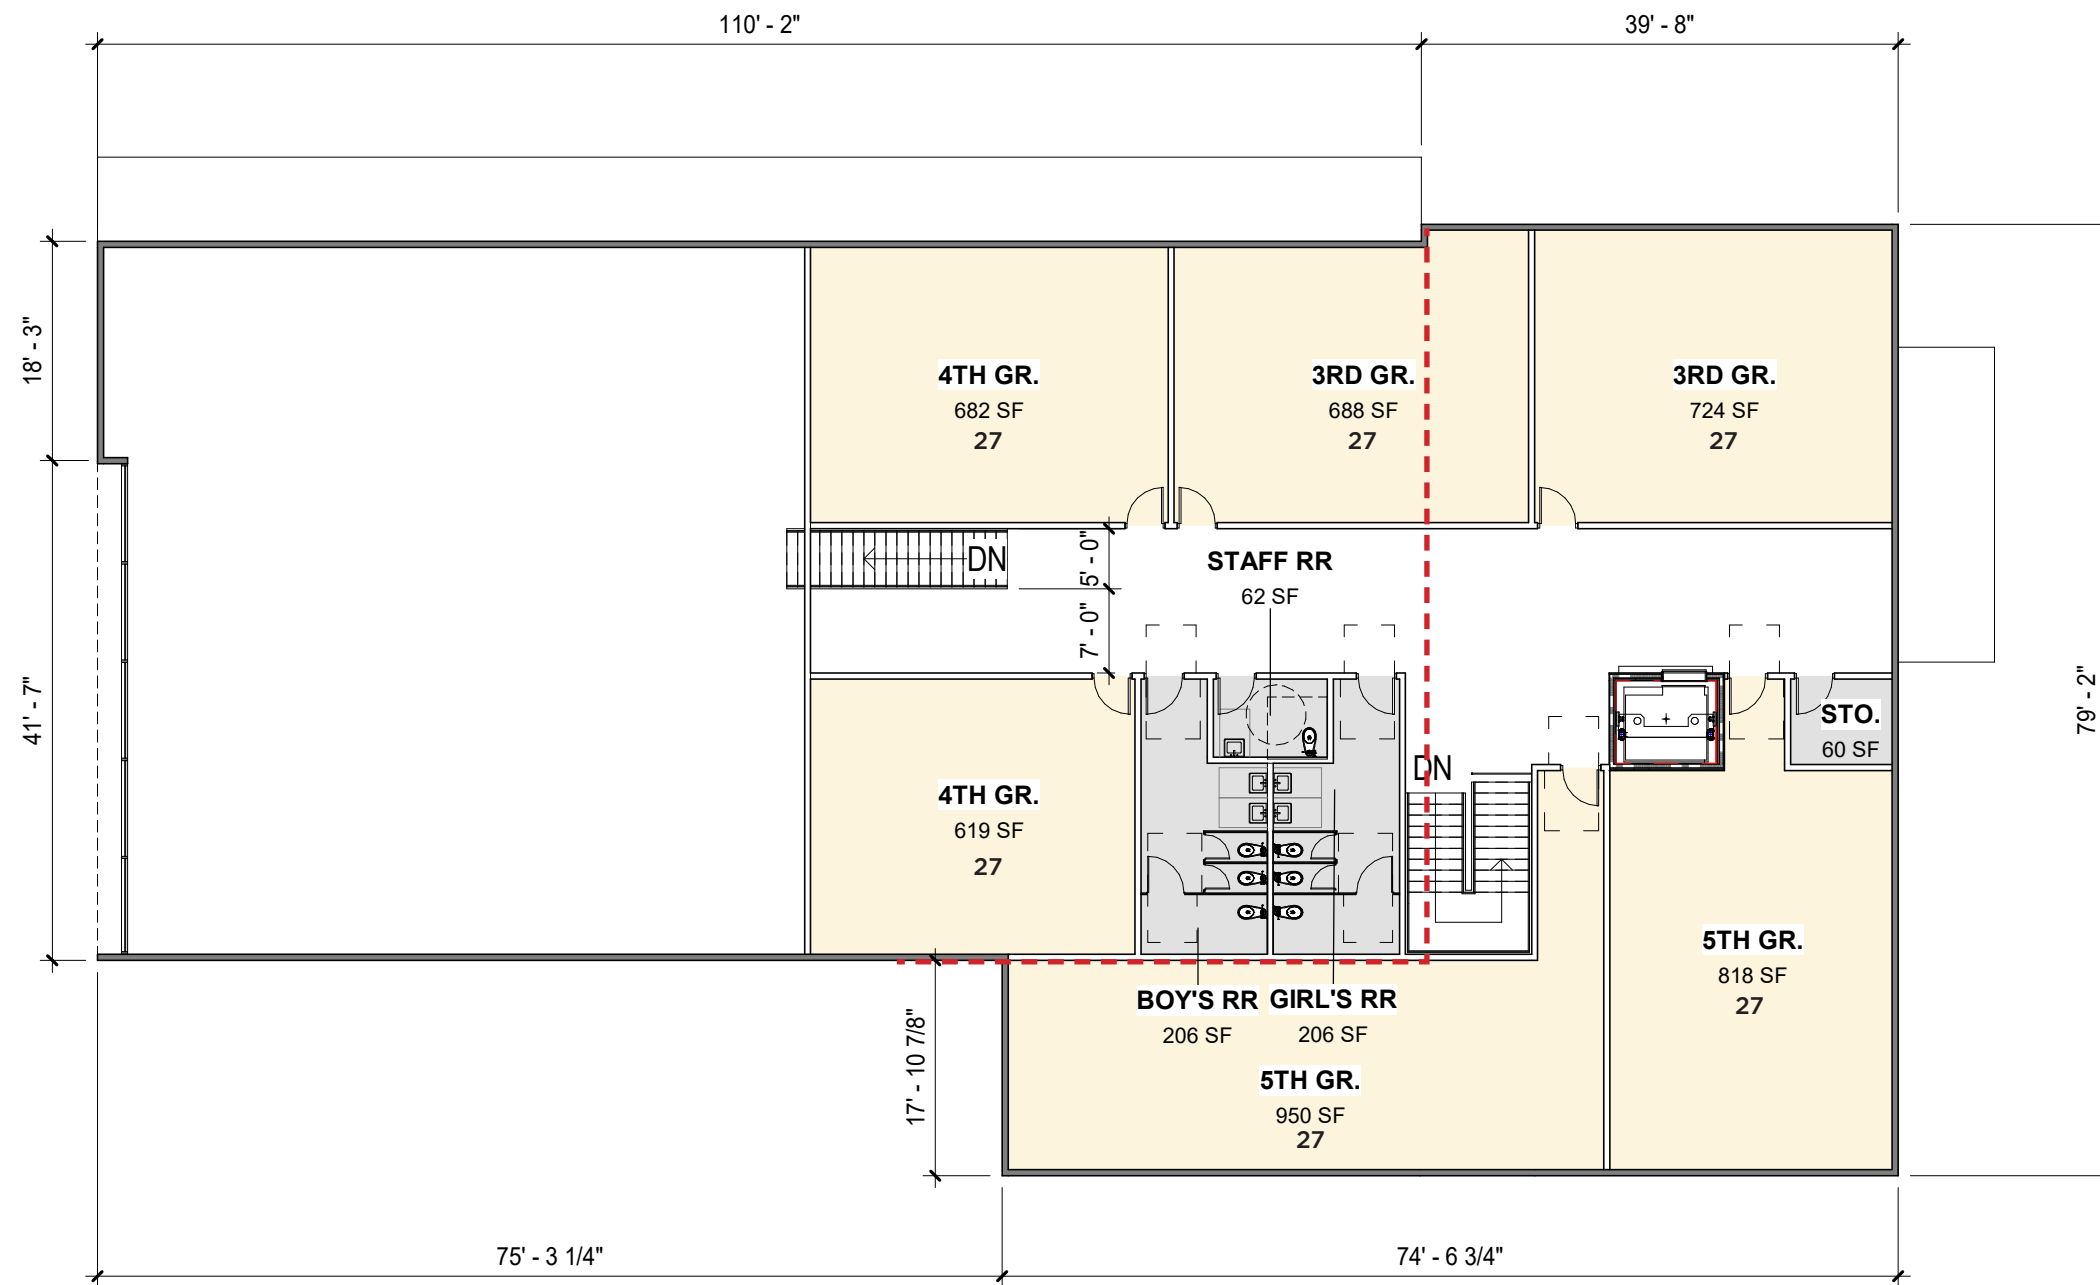 110' - 2"
39' - 8"
18' - 3"
41' - 7"
79' - 2"
4TH GR.
682 SF
27
3RD GR.
688 SF
27
3RD GR.
724 SF
27
DN
5' - 0"
7' - 0"
STAFF RR
62 SF
STO.
60 SF
DN
4TH GR.
619 SF
27
5TH GR.
818 SF
27
BOY'S RR
206 SF
GIRL'S RR
206 SF
17' - 10 7/8"
5TH GR.
950 SF
27
75' - 3 1/4"
74' - 6 3/4"